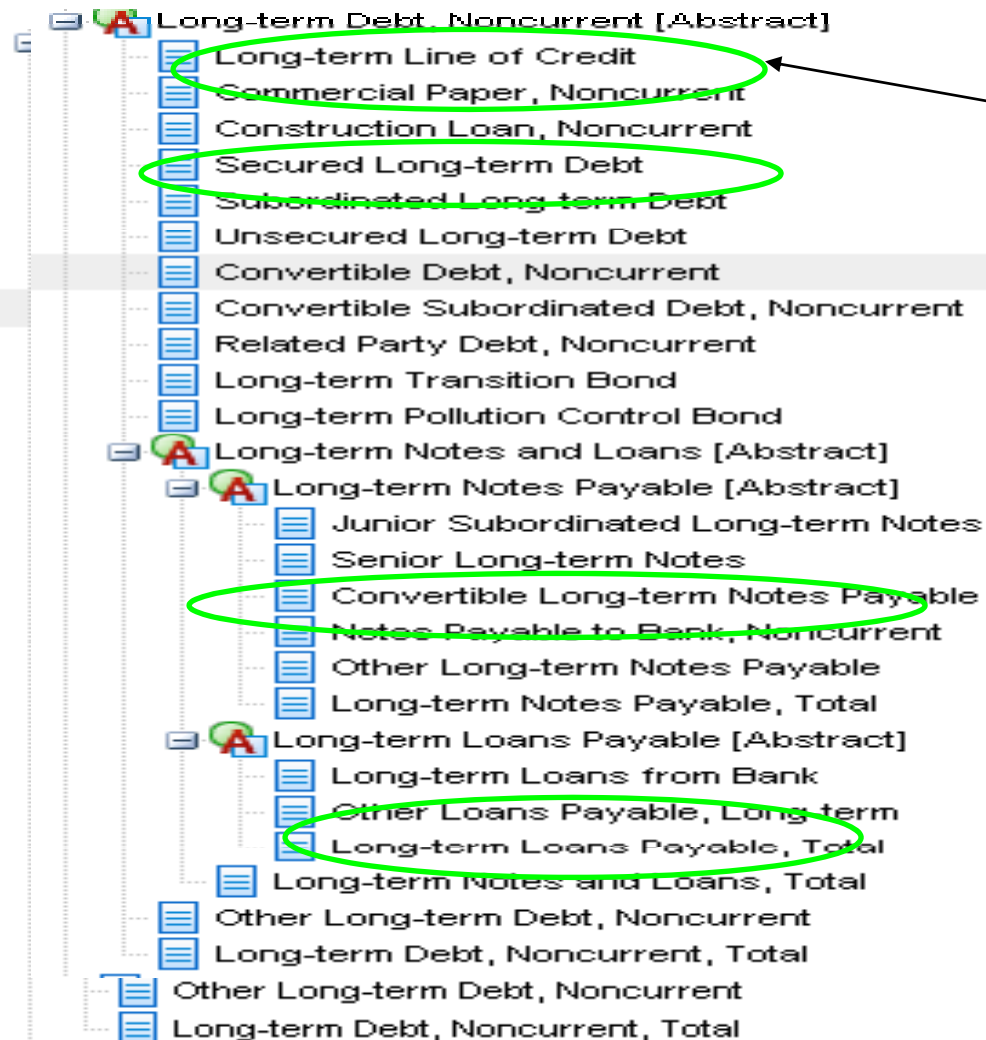 Long-term Debt, Noncurrent [Abstract]
Long-term Line of Credit
Commercial Paper, Noncurrent
Construction Loan, Noncurrent
Secured Long-term Debt
Subordinated Long-term Debt
Unsecured Long-term Debt
Convertible Debt, Noncurrent
Convertible Subordinated Debt, Noncurrent
Related Party Debt, Noncurrent
Long-term Transition Bond
Long-term Pollution Control Bond
Long-term Notes and Loans [Abstract]
Long-term Notes Payable [Abstract]
Junior Subordinated Long-term Notes
Senior Long-term Notes
Convertible Long-term Notes Payable
Notes Payable to Bank, Noncurrent
Other Long-term Notes Payable
Long-term Notes Payable, Total
Long-term Loans Payable [Abstract]
Long-term Loans from Bank
Other Loans Payable, Long-term
Long-term Loans Payable, Total
Long-term Notes and Loans, Total
Other Long-term Debt, Noncurrent
Long-term Debt, Noncurrent, Total
Other Long-term Debt, Noncurrent
Long-term Debt, Noncurrent, Total